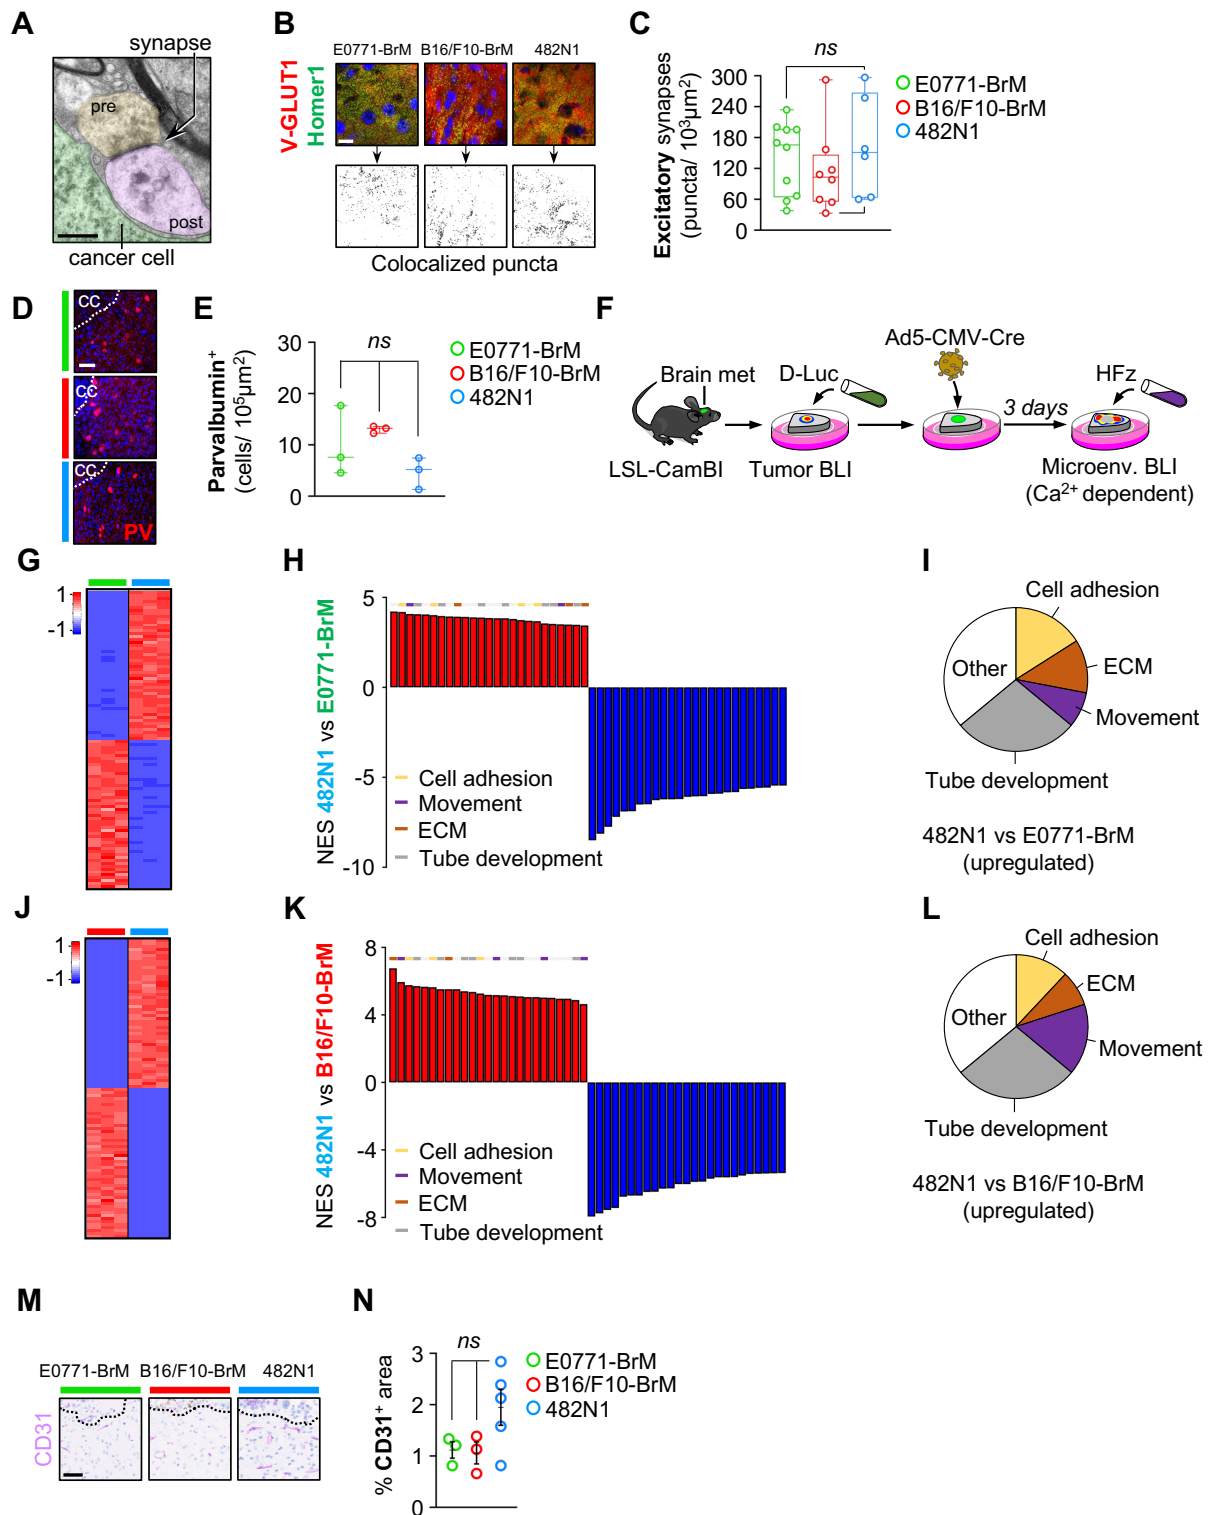 A
synapse
pre
post
cancer cell
B
E0771-BrM
B16/F10-BrM
482N1
V-GLUT1
Homer1
Colocalized puncta
C
ns
Excitatory synapses
(puncta/ 10³µm²)
300
240
180
120
60
0
E0771-BrM
B16/F10-BrM
482N1
D
CC
CC
CC
PV
E
Parvalbumin⁺
(cells/ 10⁵µm²)
30
20
10
0
ns
E0771-BrM
B16/F10-BrM
482N1
F
Brain met
LSL-CamBI
D-Luc
Tumor BLI
Ad5-CMV-Cre
3 days
HFz
Microenv. BLI
(Ca²⁺ dependent)
G
1
-1
H
NES 482N1 vs E0771-BrM
5
0
-5
-10
Cell adhesion
Movement
ECM
Tube development
I
Cell adhesion
ECM
Movement
Other
Tube development
482N1 vs E0771-BrM
(upregulated)
J
1
-1
K
NES 482N1 vs B16/F10-BrM
8
4
0
-4
-8
Cell adhesion
Movement
ECM
Tube development
L
Cell adhesion
ECM
Movement
Other
Tube development
482N1 vs B16/F10-BrM
(upregulated)
M
E0771-BrM
B16/F10-BrM
482N1
CD31
N
% CD31⁺ area
3
2
1
0
ns
E0771-BrM
B16/F10-BrM
482N1